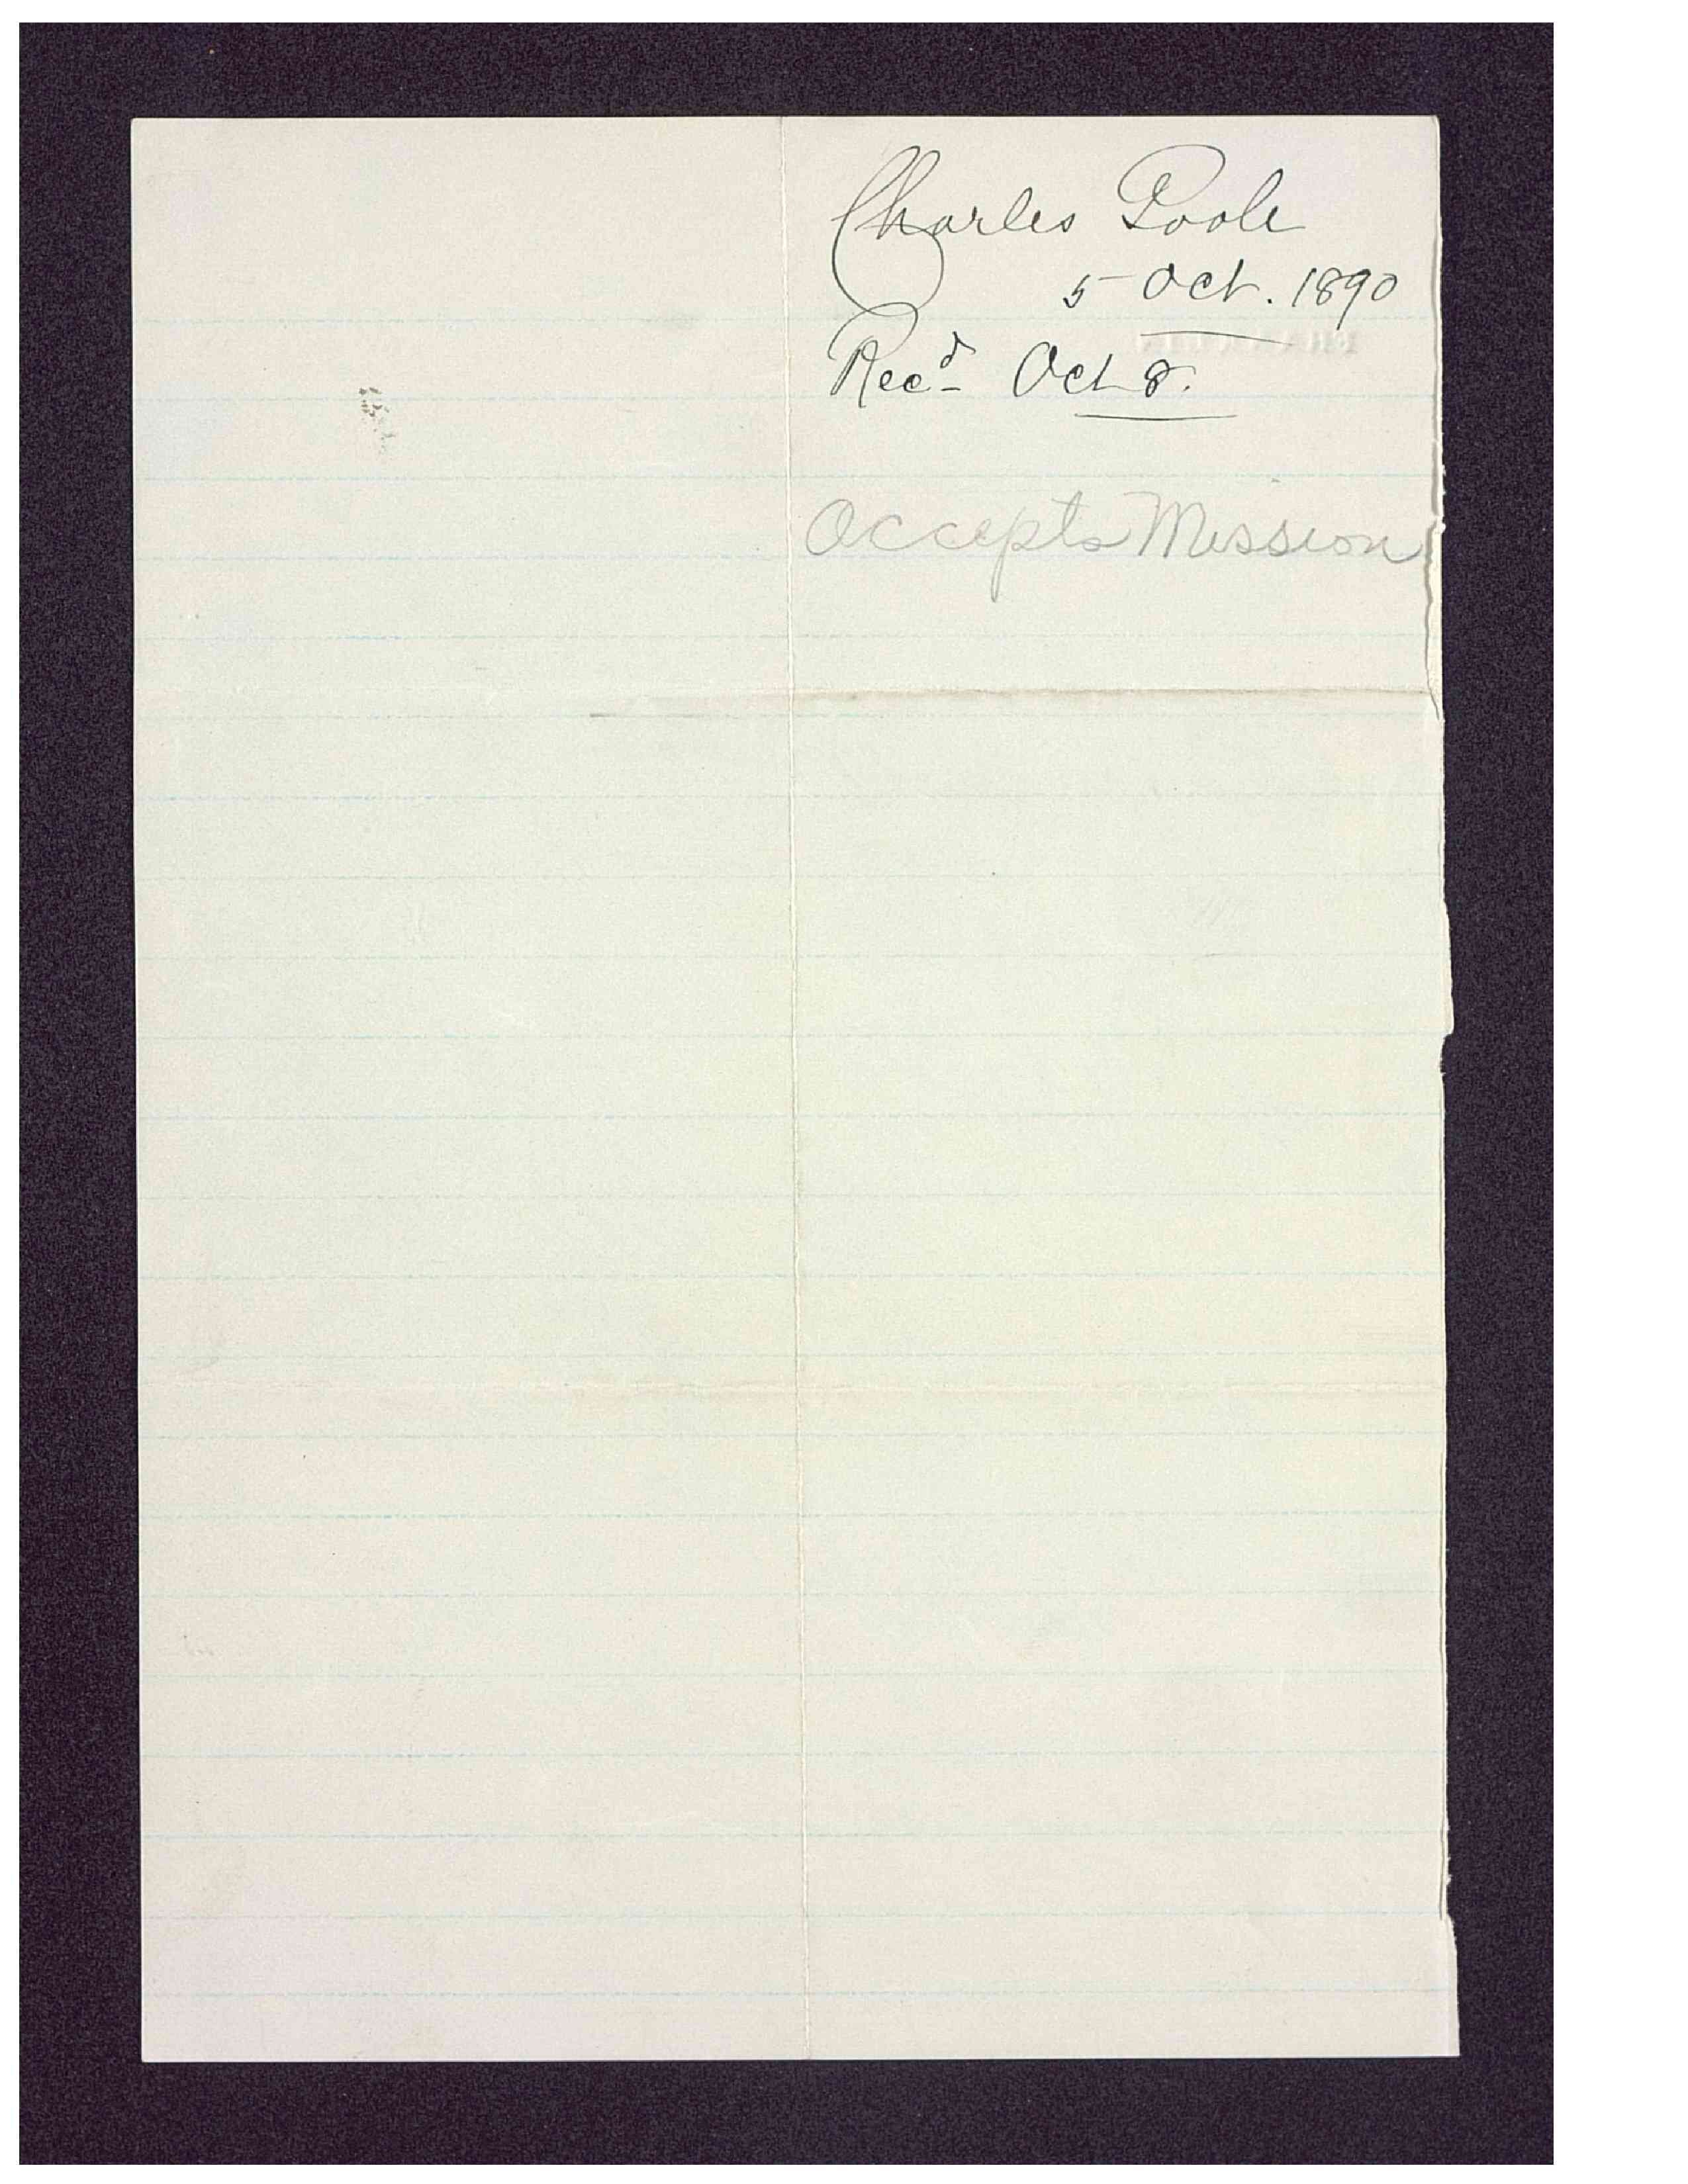 Charles Poole
5 Oct. 1890
Recd Oct 8.
Accepts Mission